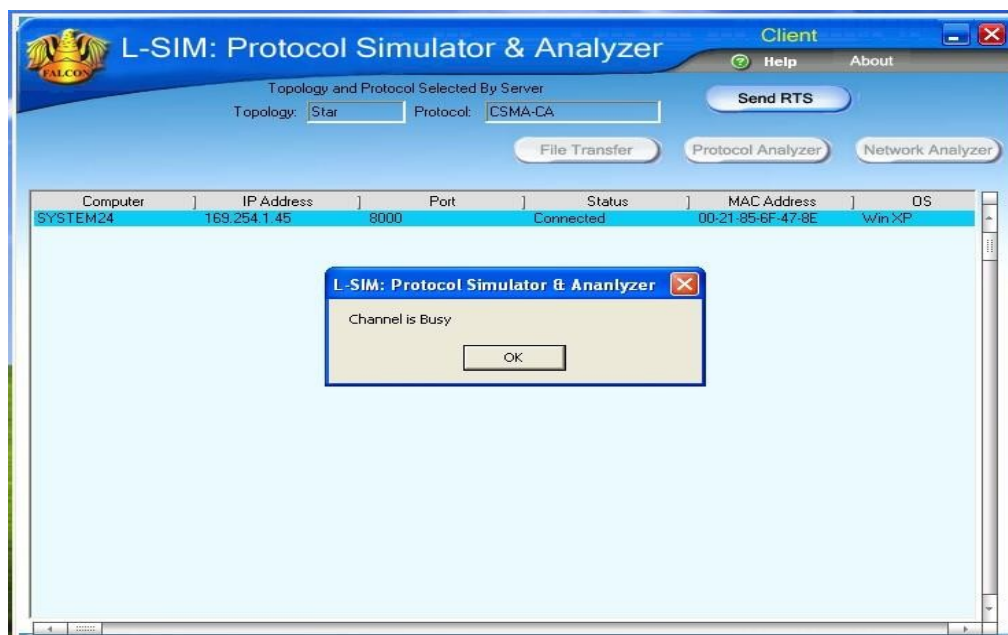 FALCON
L-SIM: Protocol Simulator & Analyzer
Client
Help About
Topology and Protocol Selected By Server
Topology: Star Protocol: CSMA-CA
Send RTS
File Transfer Protocol Analyzer Network Analyzer
Computer ] IP Address ] Port ] Status ] MAC Address ] OS
SYSTEM24 169.254.1.45 8000 Connected 00-21-85-6F-47-8E Win XP
L-SIM: Protocol Simulator & Ananlyzer
Channel is Busy
OK